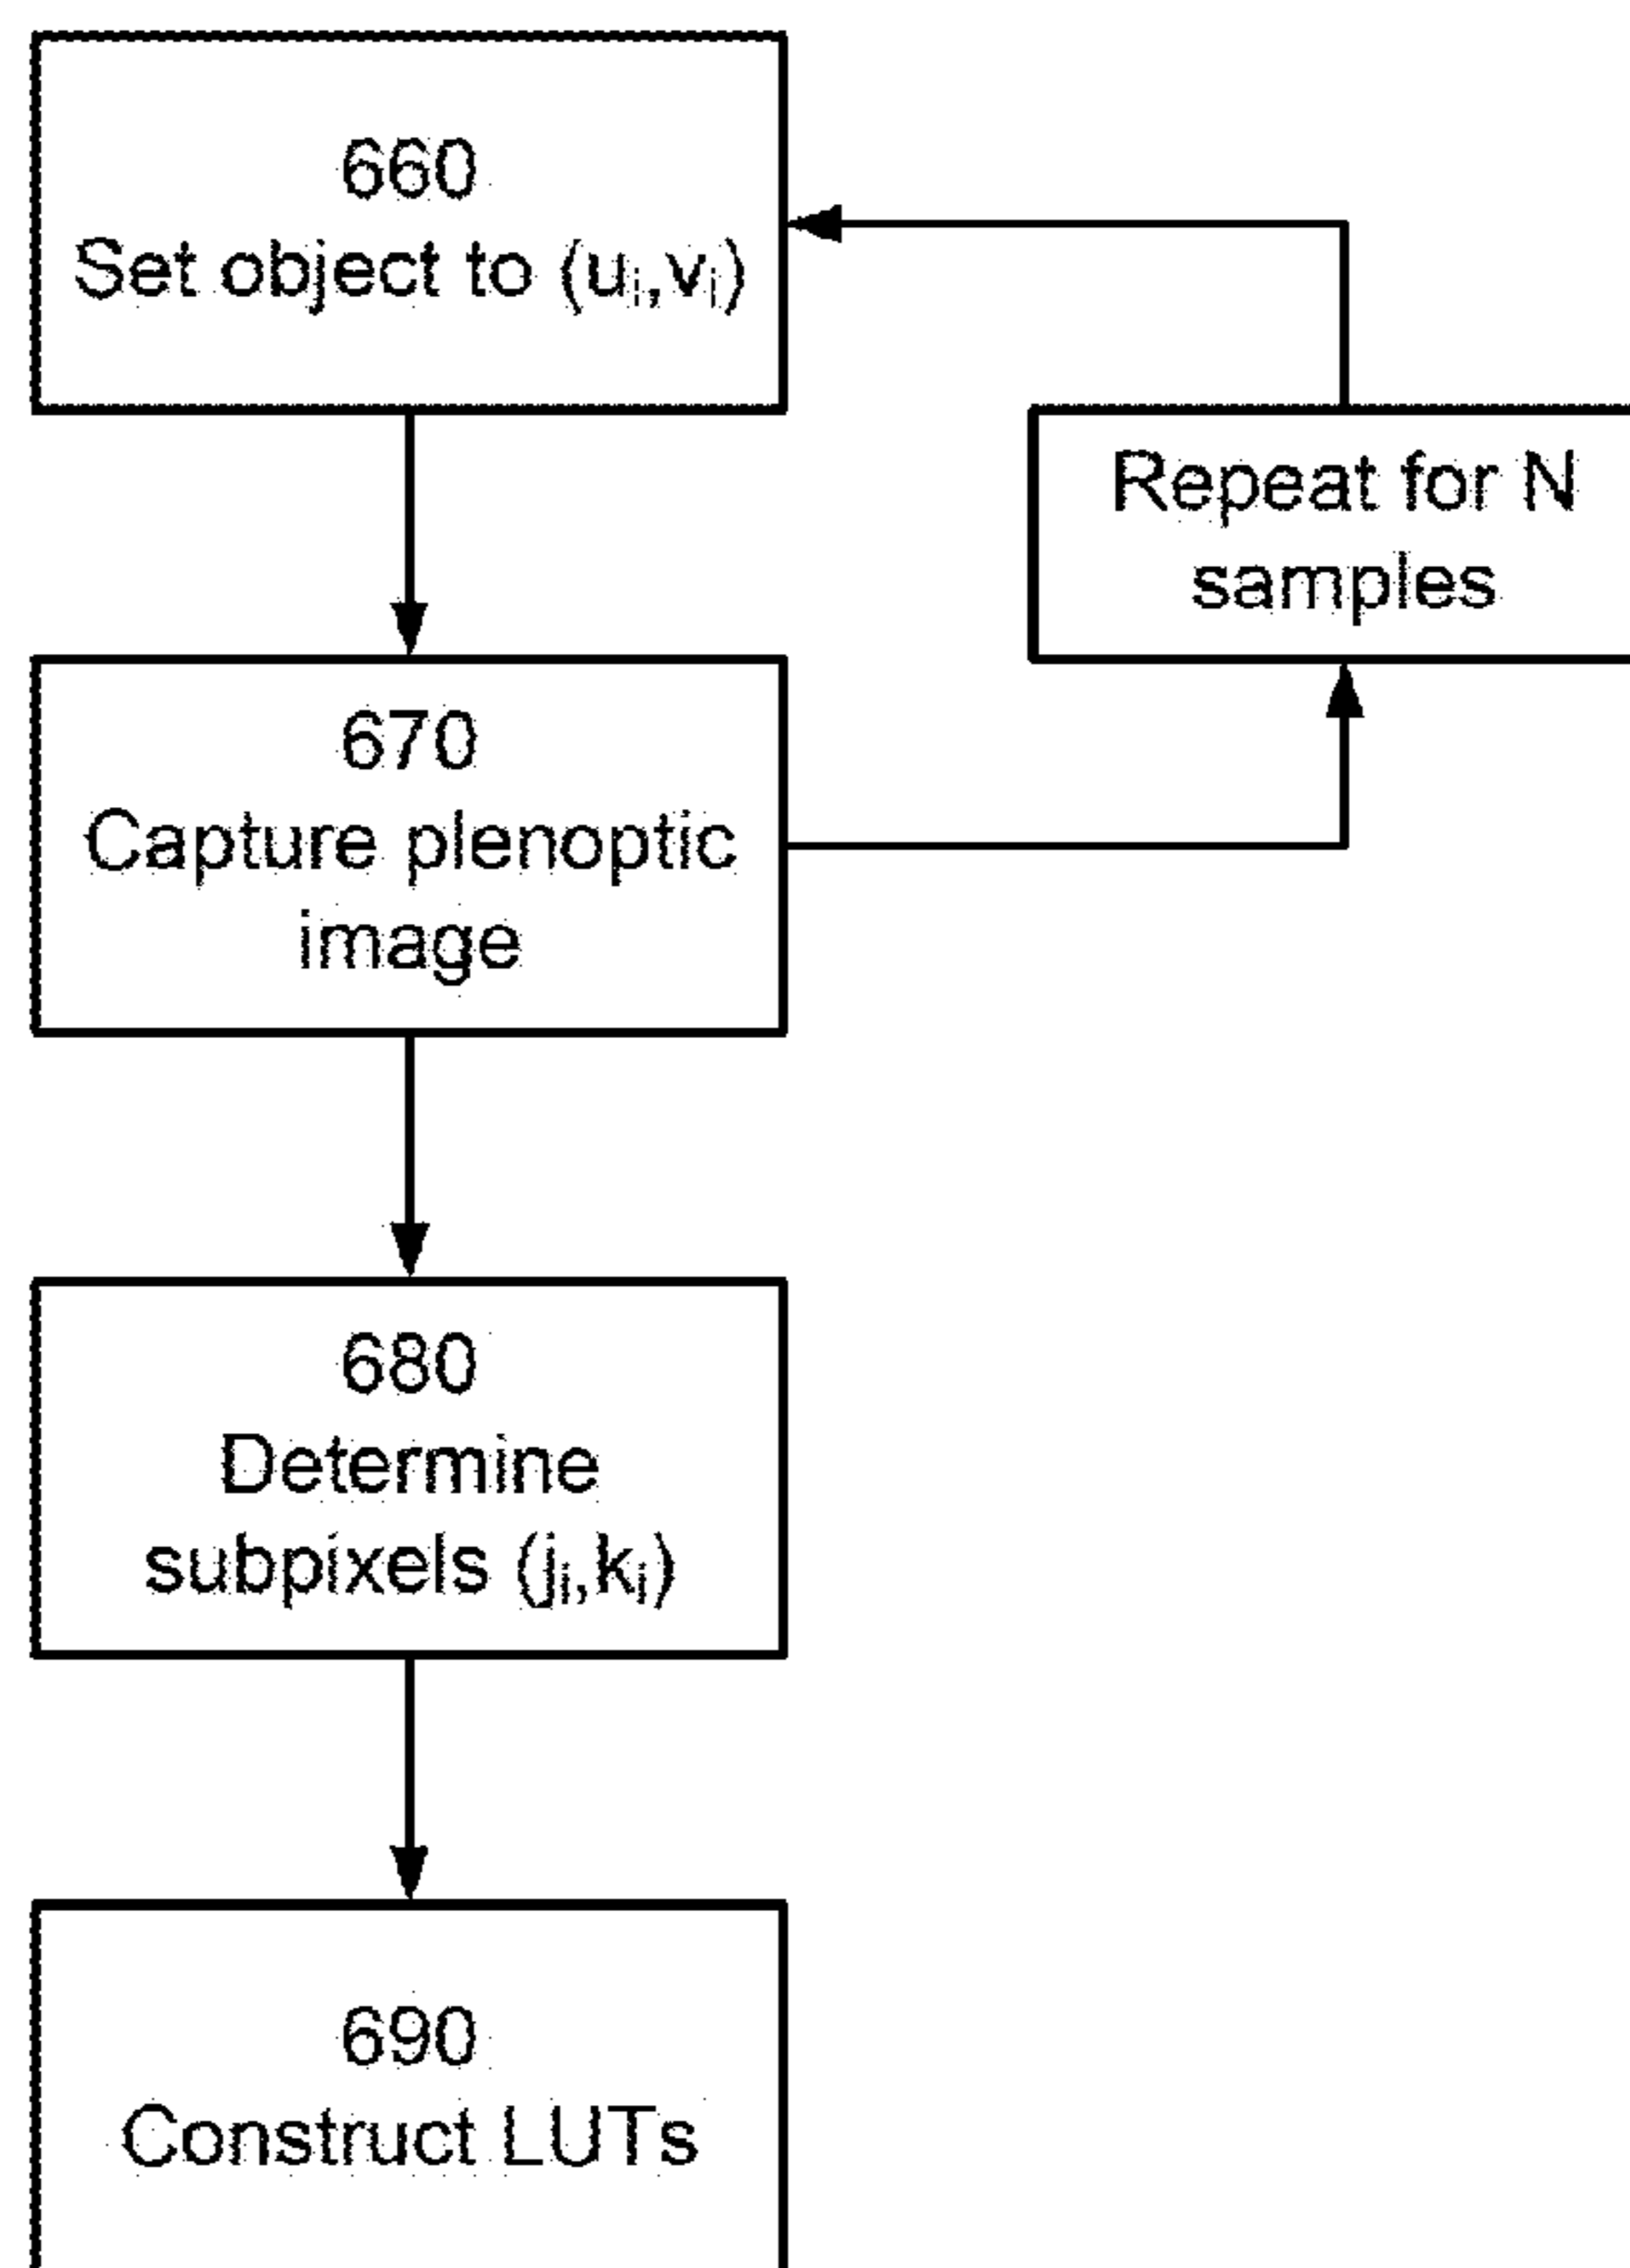 660
Set object to (uᵢ,vᵢ)
Repeat for N
samples
670
Capture plenoptic
image
680
Determine
subpixels (jᵢ,kᵢ)
690
Construct LUTs